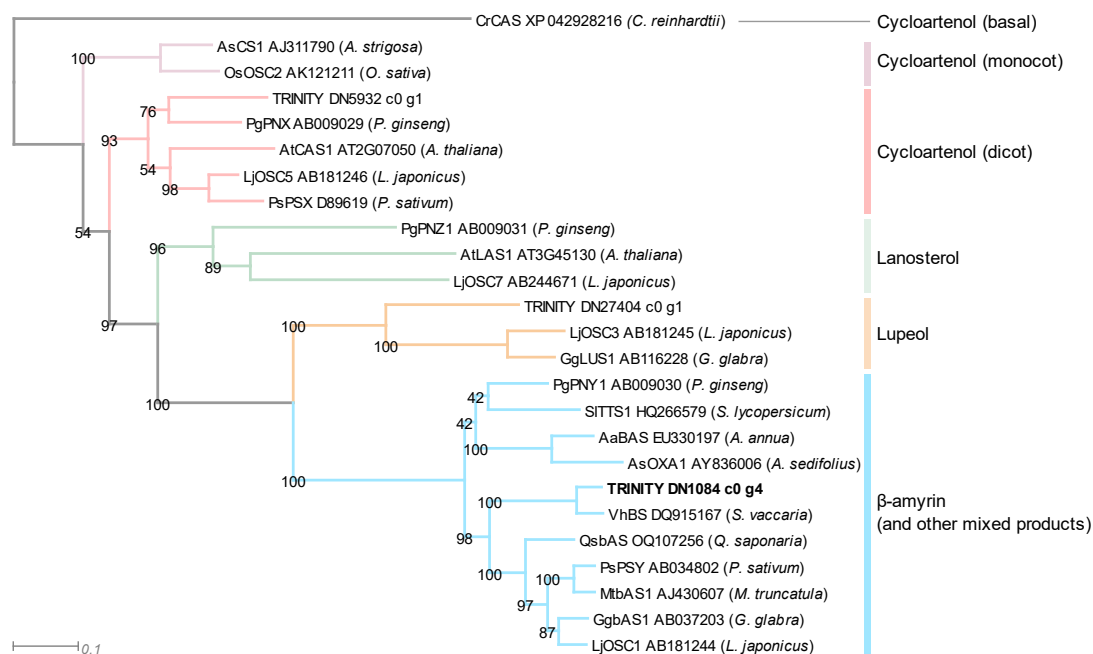 CrCAS XP 042928216 (C. reinhardtii)
Cycloartenol (basal)
AsCS1 AJ311790 (A. strigosa)
100
Cycloartenol (monocot)
OsOSC2 AK121211 (O. sativa)
TRINITY DN5932 c0 g1
76
PgPNX AB009029 (P. ginseng)
93
AtCAS1 AT2G07050 (A. thaliana)
Cycloartenol (dicot)
54
LjOSC5 AB181246 (L. japonicus)
98
PsPSX D89619 (P. sativum)
PgPNZ1 AB009031 (P. ginseng)
54
96
AtLAS1 AT3G45130 (A. thaliana)
Lanosterol
89
LjOSC7 AB244671 (L. japonicus)
TRINITY DN27404 c0 g1
97
100
LjOSC3 AB181245 (L. japonicus)
Lupeol
100
GgLUS1 AB116228 (G. glabra)
PgPNY1 AB009030 (P. ginseng)
42
100
SlTTS1 HQ266579 (S. lycopersicum)
42
AaBAS EU330197 (A. annua)
100
AsOXA1 AY836006 (A. sedifolius)
100
TRINITY DN1084 c0 g4
100
β-amyrin
(and other mixed products)
VhBS DQ915167 (S. vaccaria)
98
QsbAS OQ107256 (Q. saponaria)
PsPSY AB034802 (P. sativum)
100
100
MtbAS1 AJ430607 (M. truncatula)
97
GgbAS1 AB037203 (G. glabra)
87
LjOSC1 AB181244 (L. japonicus)
0.1